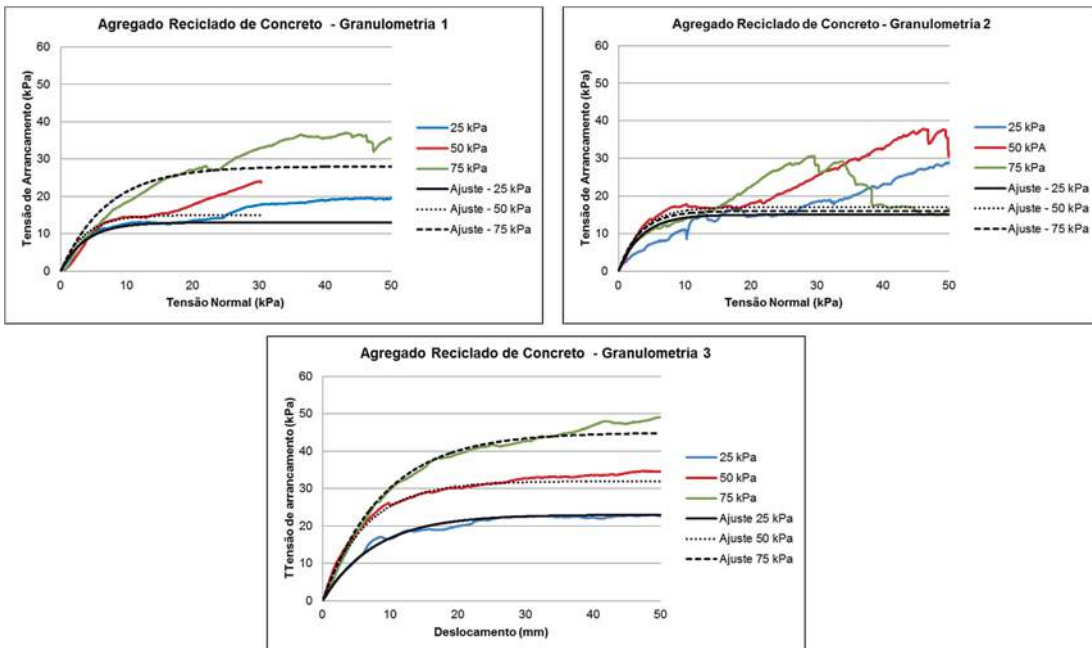 Agregado Reciclado de Concreto - Granulometria 1
Tensão de Arrancamento (kPa)
60
50
40
30
20
10
0
0 10 20 30 40 50
Tensão Normal (kPa)
25 kPa
50 kPa
75 kPa
Ajuste - 25 kPa
Ajuste - 50 kPa
Ajuste - 75 kPa
Agregado Reciclado de Concreto- Granulometria 2
Tensão de Arrancamento (kPa)
60
50
40
30
20
10
0
0 10 20 30 40 50
Tensão Normal (kPa)
25 kPa
50 kPA
75 kPa
Ajuste - 25 kPa
Ajuste - 50 kPa
Ajuste - 75 kPa
Agregado Reciclado de Concreto - Granulometria 3
TTensão de arrancamento (kPa)
60
50
40
30
20
10
0
0 10 20 30 40 50
Deslocamento (mm)
25 kPa
50 kPa
75 kPa
Ajuste 25 kPa
Ajuste 50 kPa
Ajuste 75 kPa